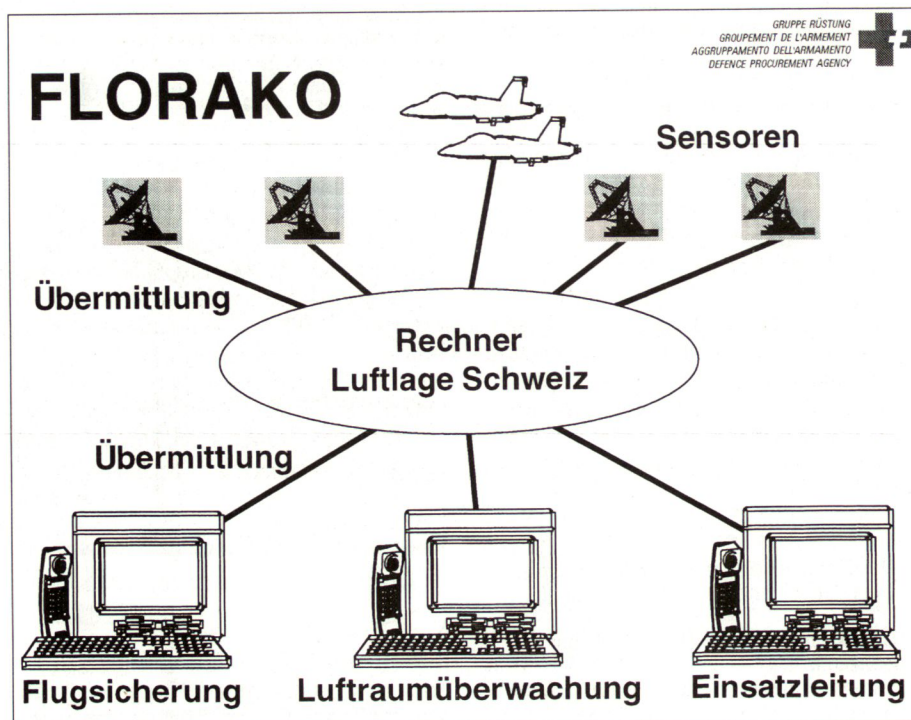 GRUPPE RÜSTUNG
GROUPEMENT DE L'ARMEMENT
AGGRUPPAMENTO DELL'ARMAMENTO
DEFENCE PROCUREMENT AGENCY
FLORAKO
Sensoren
Übermittlung
Rechner
Luftlage Schweiz
Übermittlung
Flugsicherung
Luftraumüberwachung
Einsatzleitung